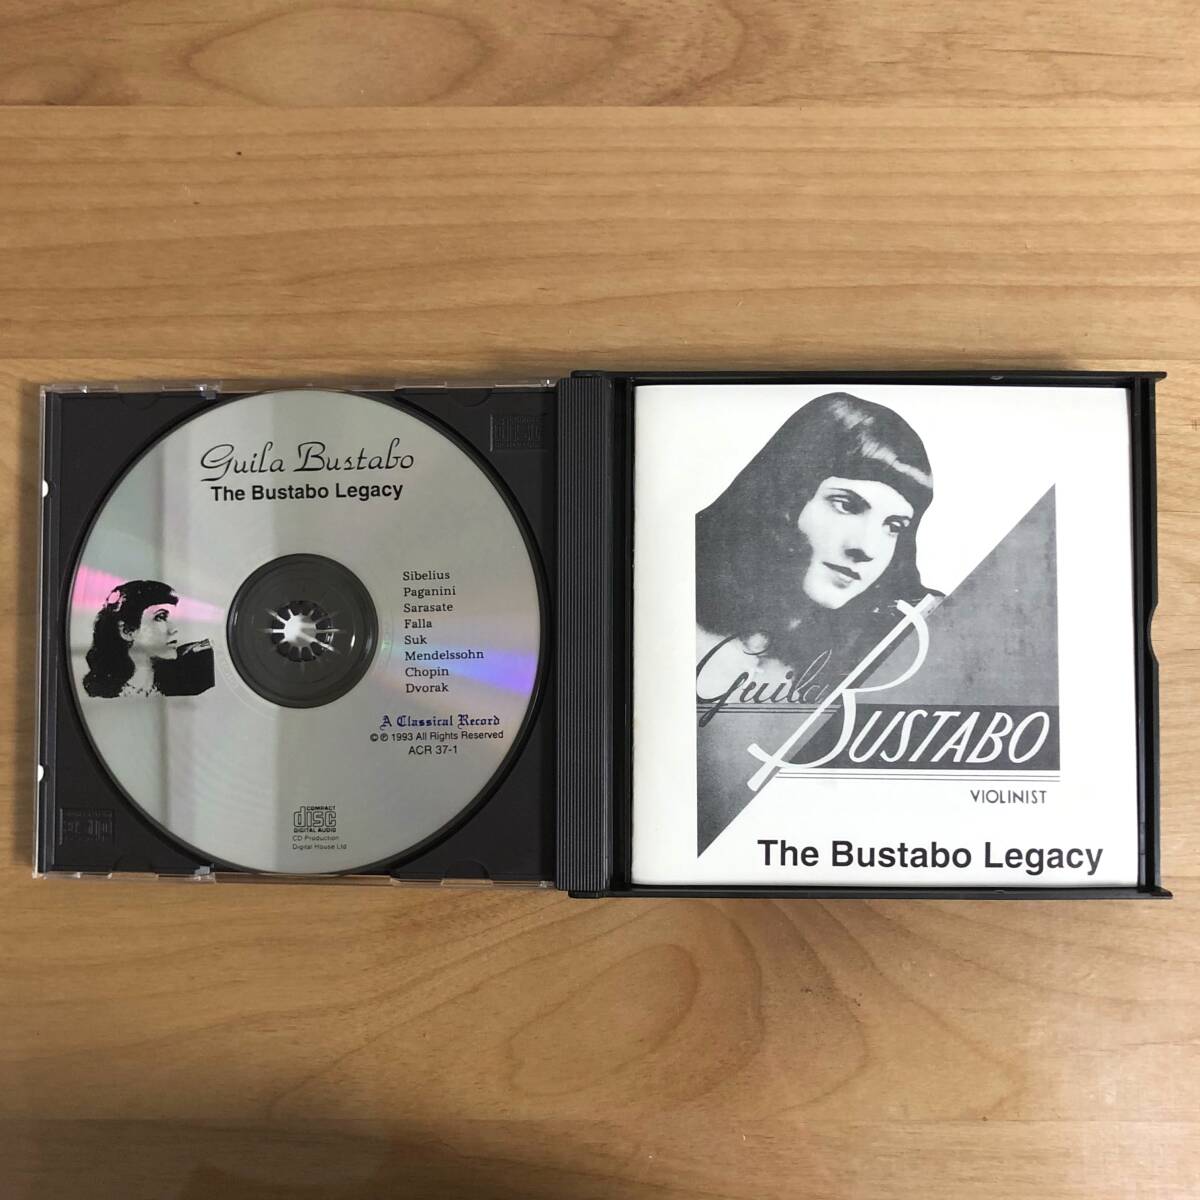 Guila Bustabo
The Bustabo Legacy
Sibelius
Paganini
Sarasate
Falla
Suk
Mendelssohn
Chopin
Dvorak
A Classical Record
© ℗ 1993 All Rights Reserved
ACR 37-1
COMPACT
disc
DIGITAL AUDIO
CD Production
Digital House Ltd
Guila
BUSTABO
VIOLINIST
The Bustabo Legacy